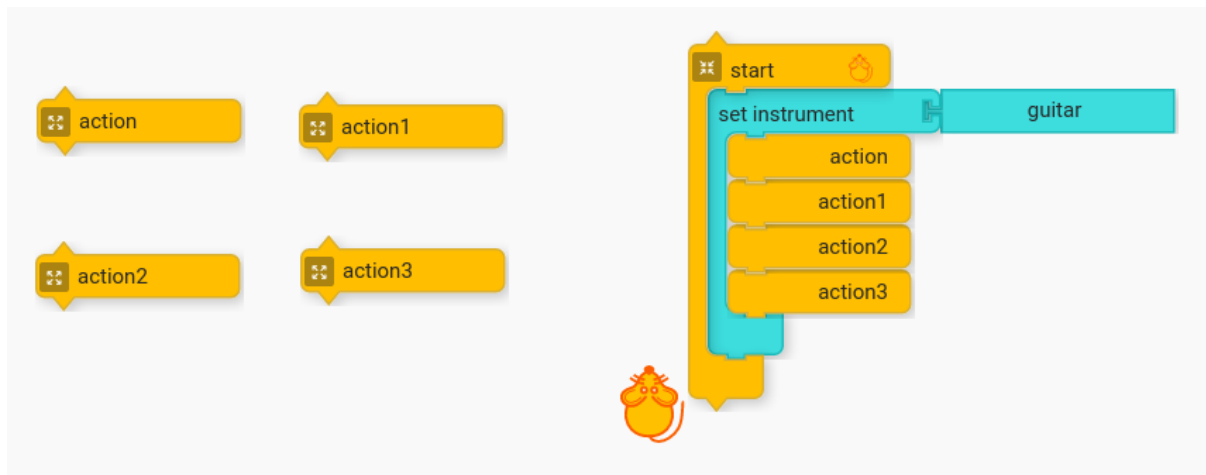 action
action1
action2
action3
start
set instrument guitar
action
action1
action2
action3